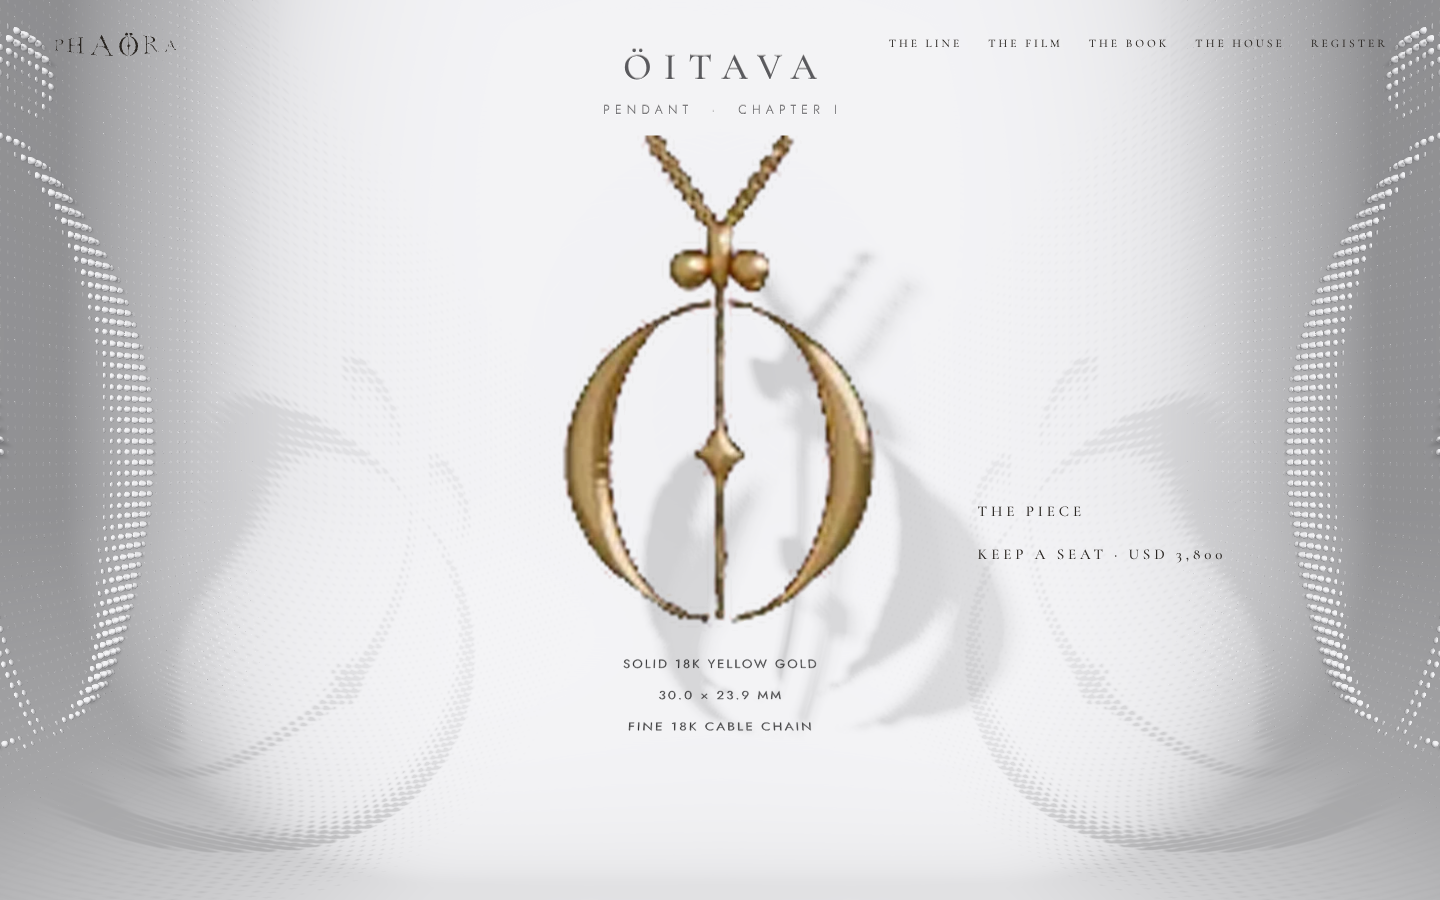 PHAÖRA
THE LINE THE FILM THE BOOK THE HOUSE REGISTER
ÖITAVA
PENDANT · CHAPTER I
THE PIECE
KEEP A SEAT · USD 3,800
SOLID 18K YELLOW GOLD
30.0 × 23.9 MM
FINE 18K CABLE CHAIN